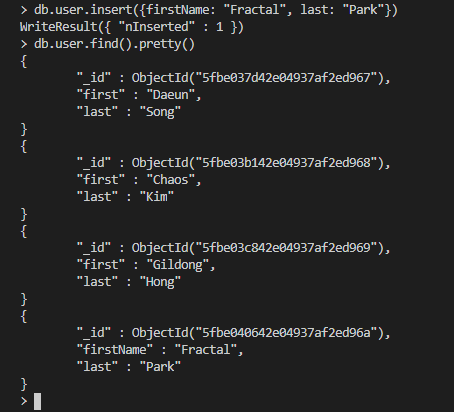 > db.user.insert({firstName: "Fractal", last: "Park"})
WriteResult({ "nInserted" : 1 })
> db.user.find().pretty()
{
        "_id" : ObjectId("5fbe037d42e04937af2ed967"),
        "first" : "Daeun",
        "last" : "Song"
}
{
        "_id" : ObjectId("5fbe03b142e04937af2ed968"),
        "first" : "Chaos",
        "last" : "Kim"
}
{
        "_id" : ObjectId("5fbe03c842e04937af2ed969"),
        "first" : "Gildong",
        "last" : "Hong"
}
{
        "_id" : ObjectId("5fbe040642e04937af2ed96a"),
        "firstName" : "Fractal",
        "last" : "Park"
}
>